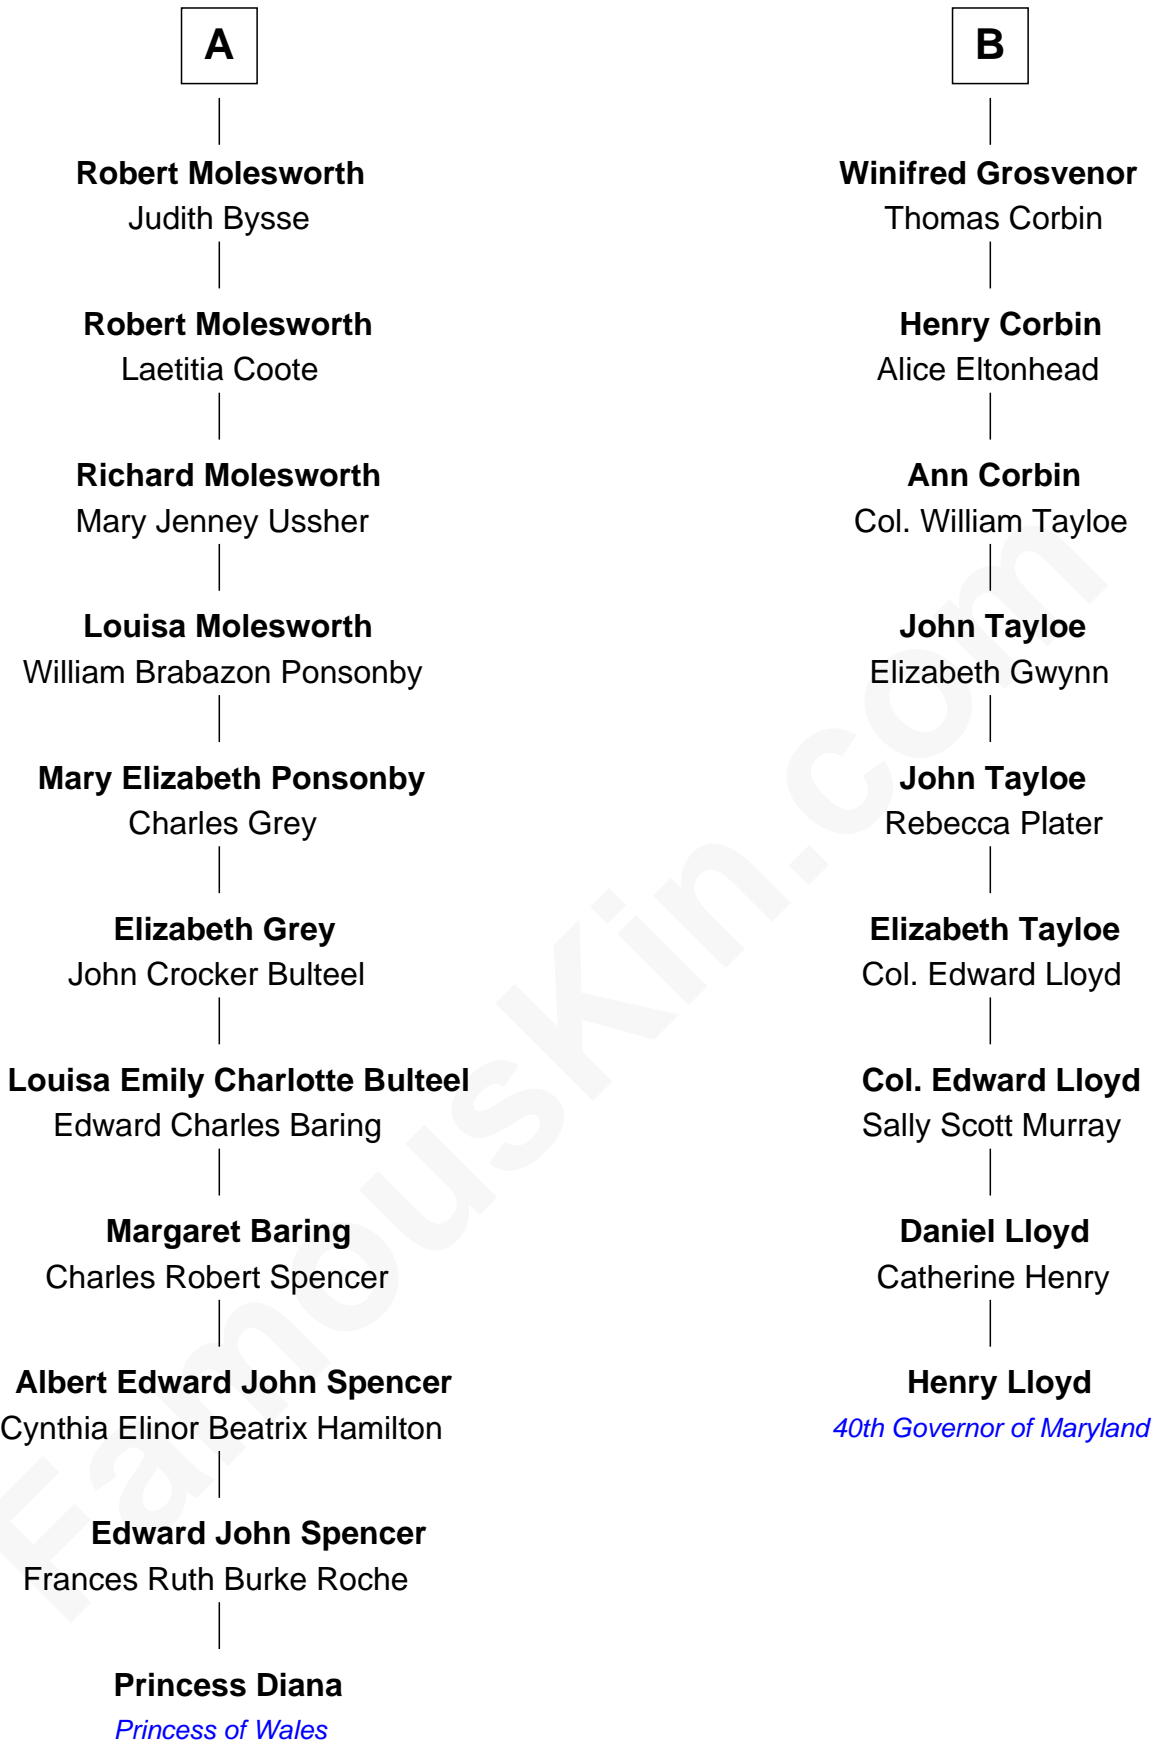 A
Robert Molesworth
Judith Bysse
Robert Molesworth
Laetitia Coote
Richard Molesworth
Mary Jenney Ussher
Louisa Molesworth
William Brabazon Ponsonby
Mary Elizabeth Ponsonby
Charles Grey
Elizabeth Grey
John Crocker Bulteel
Louisa Emily Charlotte Bulteel
Edward Charles Baring
Margaret Baring
Charles Robert Spencer
Albert Edward John Spencer
Cynthia Elinor Beatrix Hamilton
Edward John Spencer
Frances Ruth Burke Roche
Princess Diana
Princess of Wales
B
Winifred Grosvenor
Thomas Corbin
Henry Corbin
Alice Eltonhead
Ann Corbin
Col. William Tayloe
John Tayloe
Elizabeth Gwynn
John Tayloe
Rebecca Plater
Elizabeth Tayloe
Col. Edward Lloyd
Col. Edward Lloyd
Sally Scott Murray
Daniel Lloyd
Catherine Henry
Henry Lloyd
40th Governor of Maryland
FamousKin.com